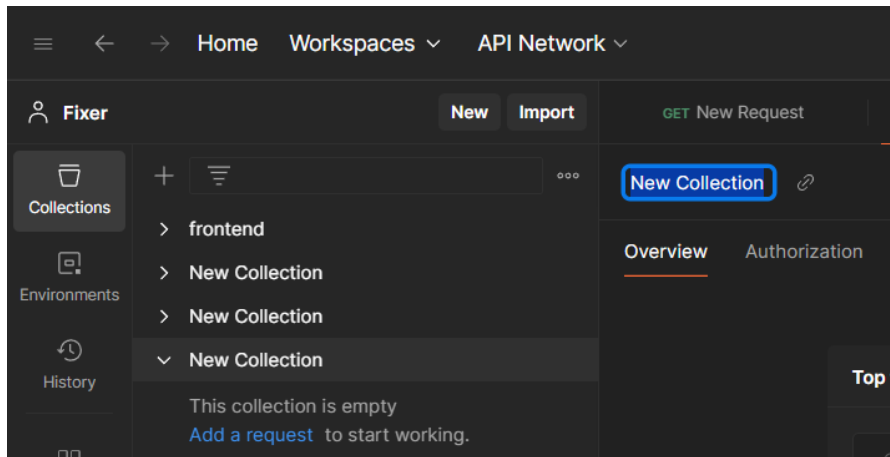 Home Workspaces API Network
Fixer New Import
GET New Request
Collections
New Collection
frontend
Overview Authorization
Environments
New Collection
New Collection
New Collection
History
Top
This collection is empty
Add a request to start working.